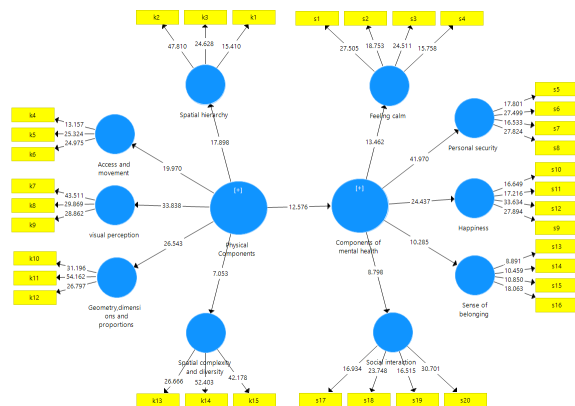 k2
k3
k1
s1
s2
s3
s4
47.810
24.628
15.410
27.505
18.753
24.511
15.758
Spatial hierarchy
Feeling calm
k4
k5
k6
13.157
25.324
24.975
Access and
movement
17.898
13.462
s5
s6
s7
s8
17.801
27.499
16.533
27.824
Personal security
19.970
41.970
k7
k8
k9
43.511
29.869
28.862
visual perception
33.838
[+]
Physical
Components
12.576
[+]
Components of
mental health
24.437
s10
s11
s12
s9
16.649
17.216
33.634
27.894
Happiness
k10
k11
k12
31.196
54.162
26.797
Geometry,dimensi
ons and
proportions
26.543
10.285
s13
s14
s15
s16
8.891
10.459
10.850
18.063
Sense of
belonging
7.053
8.798
Spatial complexity
and diversity
Social interaction
26.666
52.403
42.178
16.934
23.748
16.515
30.701
k13
k14
k15
s17
s18
s19
s20